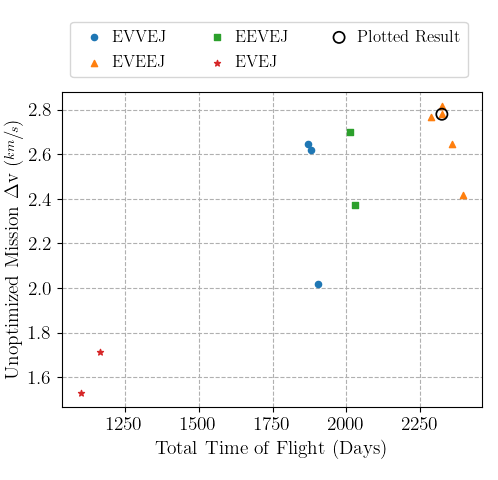 EVVEJ EEVEJ Plotted Result
EVEEJ EVEJ
Unoptimized Mission Δv (km/s)
2.8
2.6
2.4
2.2
2.0
1.8
1.6
1250 1500 1750 2000 2250
Total Time of Flight (Days)